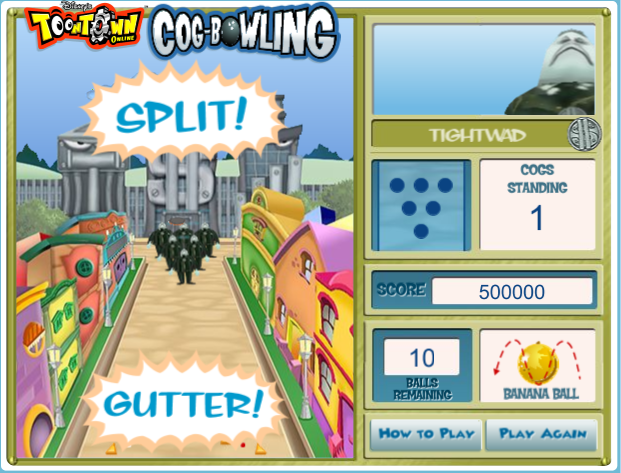 Disney's
TOONTOWN
ONLINE
COG-BOWLING
SPLIT!
GUTTER!
TIGHTWAD
COGS
STANDING
1
SCORE 500000
10
BALLS
REMAINING
BANANA BALL
HOW TO PLAY PLAY AGAIN